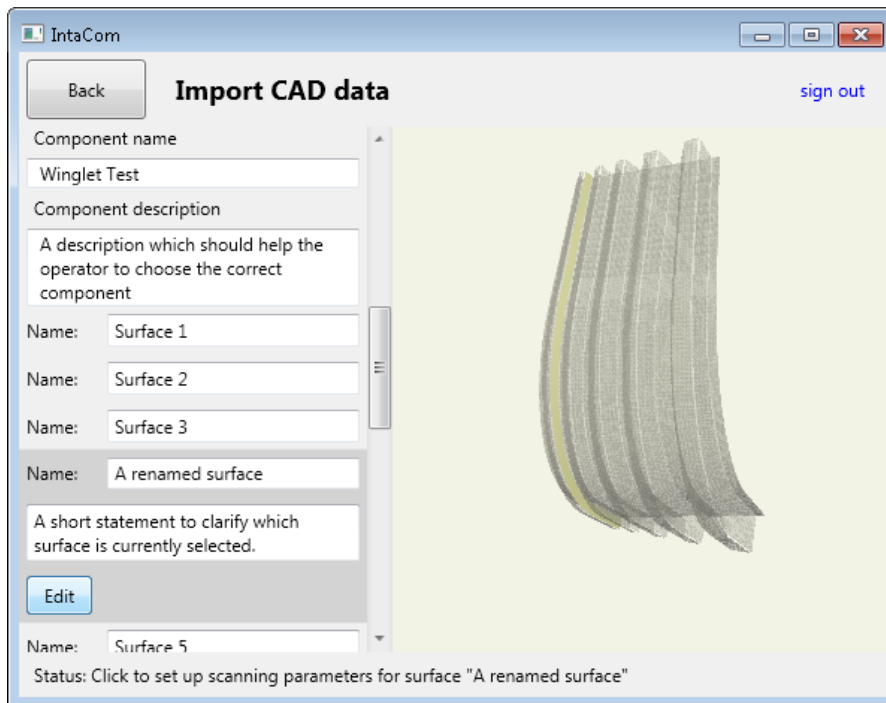 IntaCom
Back
Import CAD data
sign out
Component name
Winglet Test
Component description
A description which should help the
operator to choose the correct
component
Name: Surface 1
Name: Surface 2
Name: Surface 3
Name: A renamed surface
A short statement to clarify which
surface is currently selected.
Edit
Name: Surface 5
Status: Click to set up scanning parameters for surface "A renamed surface"